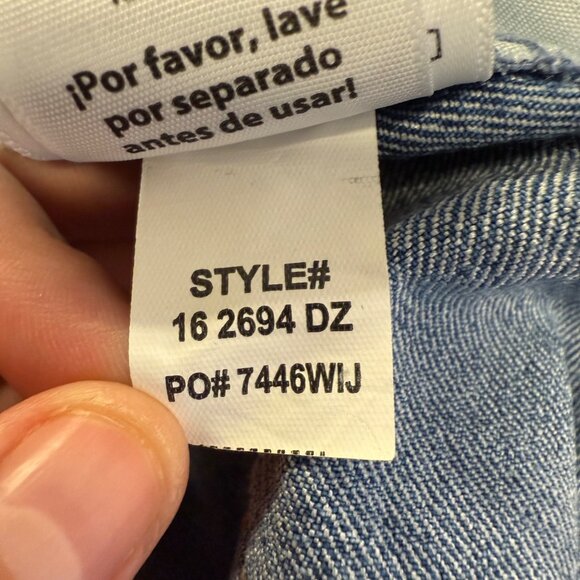 ¡Por favor, lave
por separado
antes de usar!
STYLE#
16 2694 DZ
PO# 7446WIJ